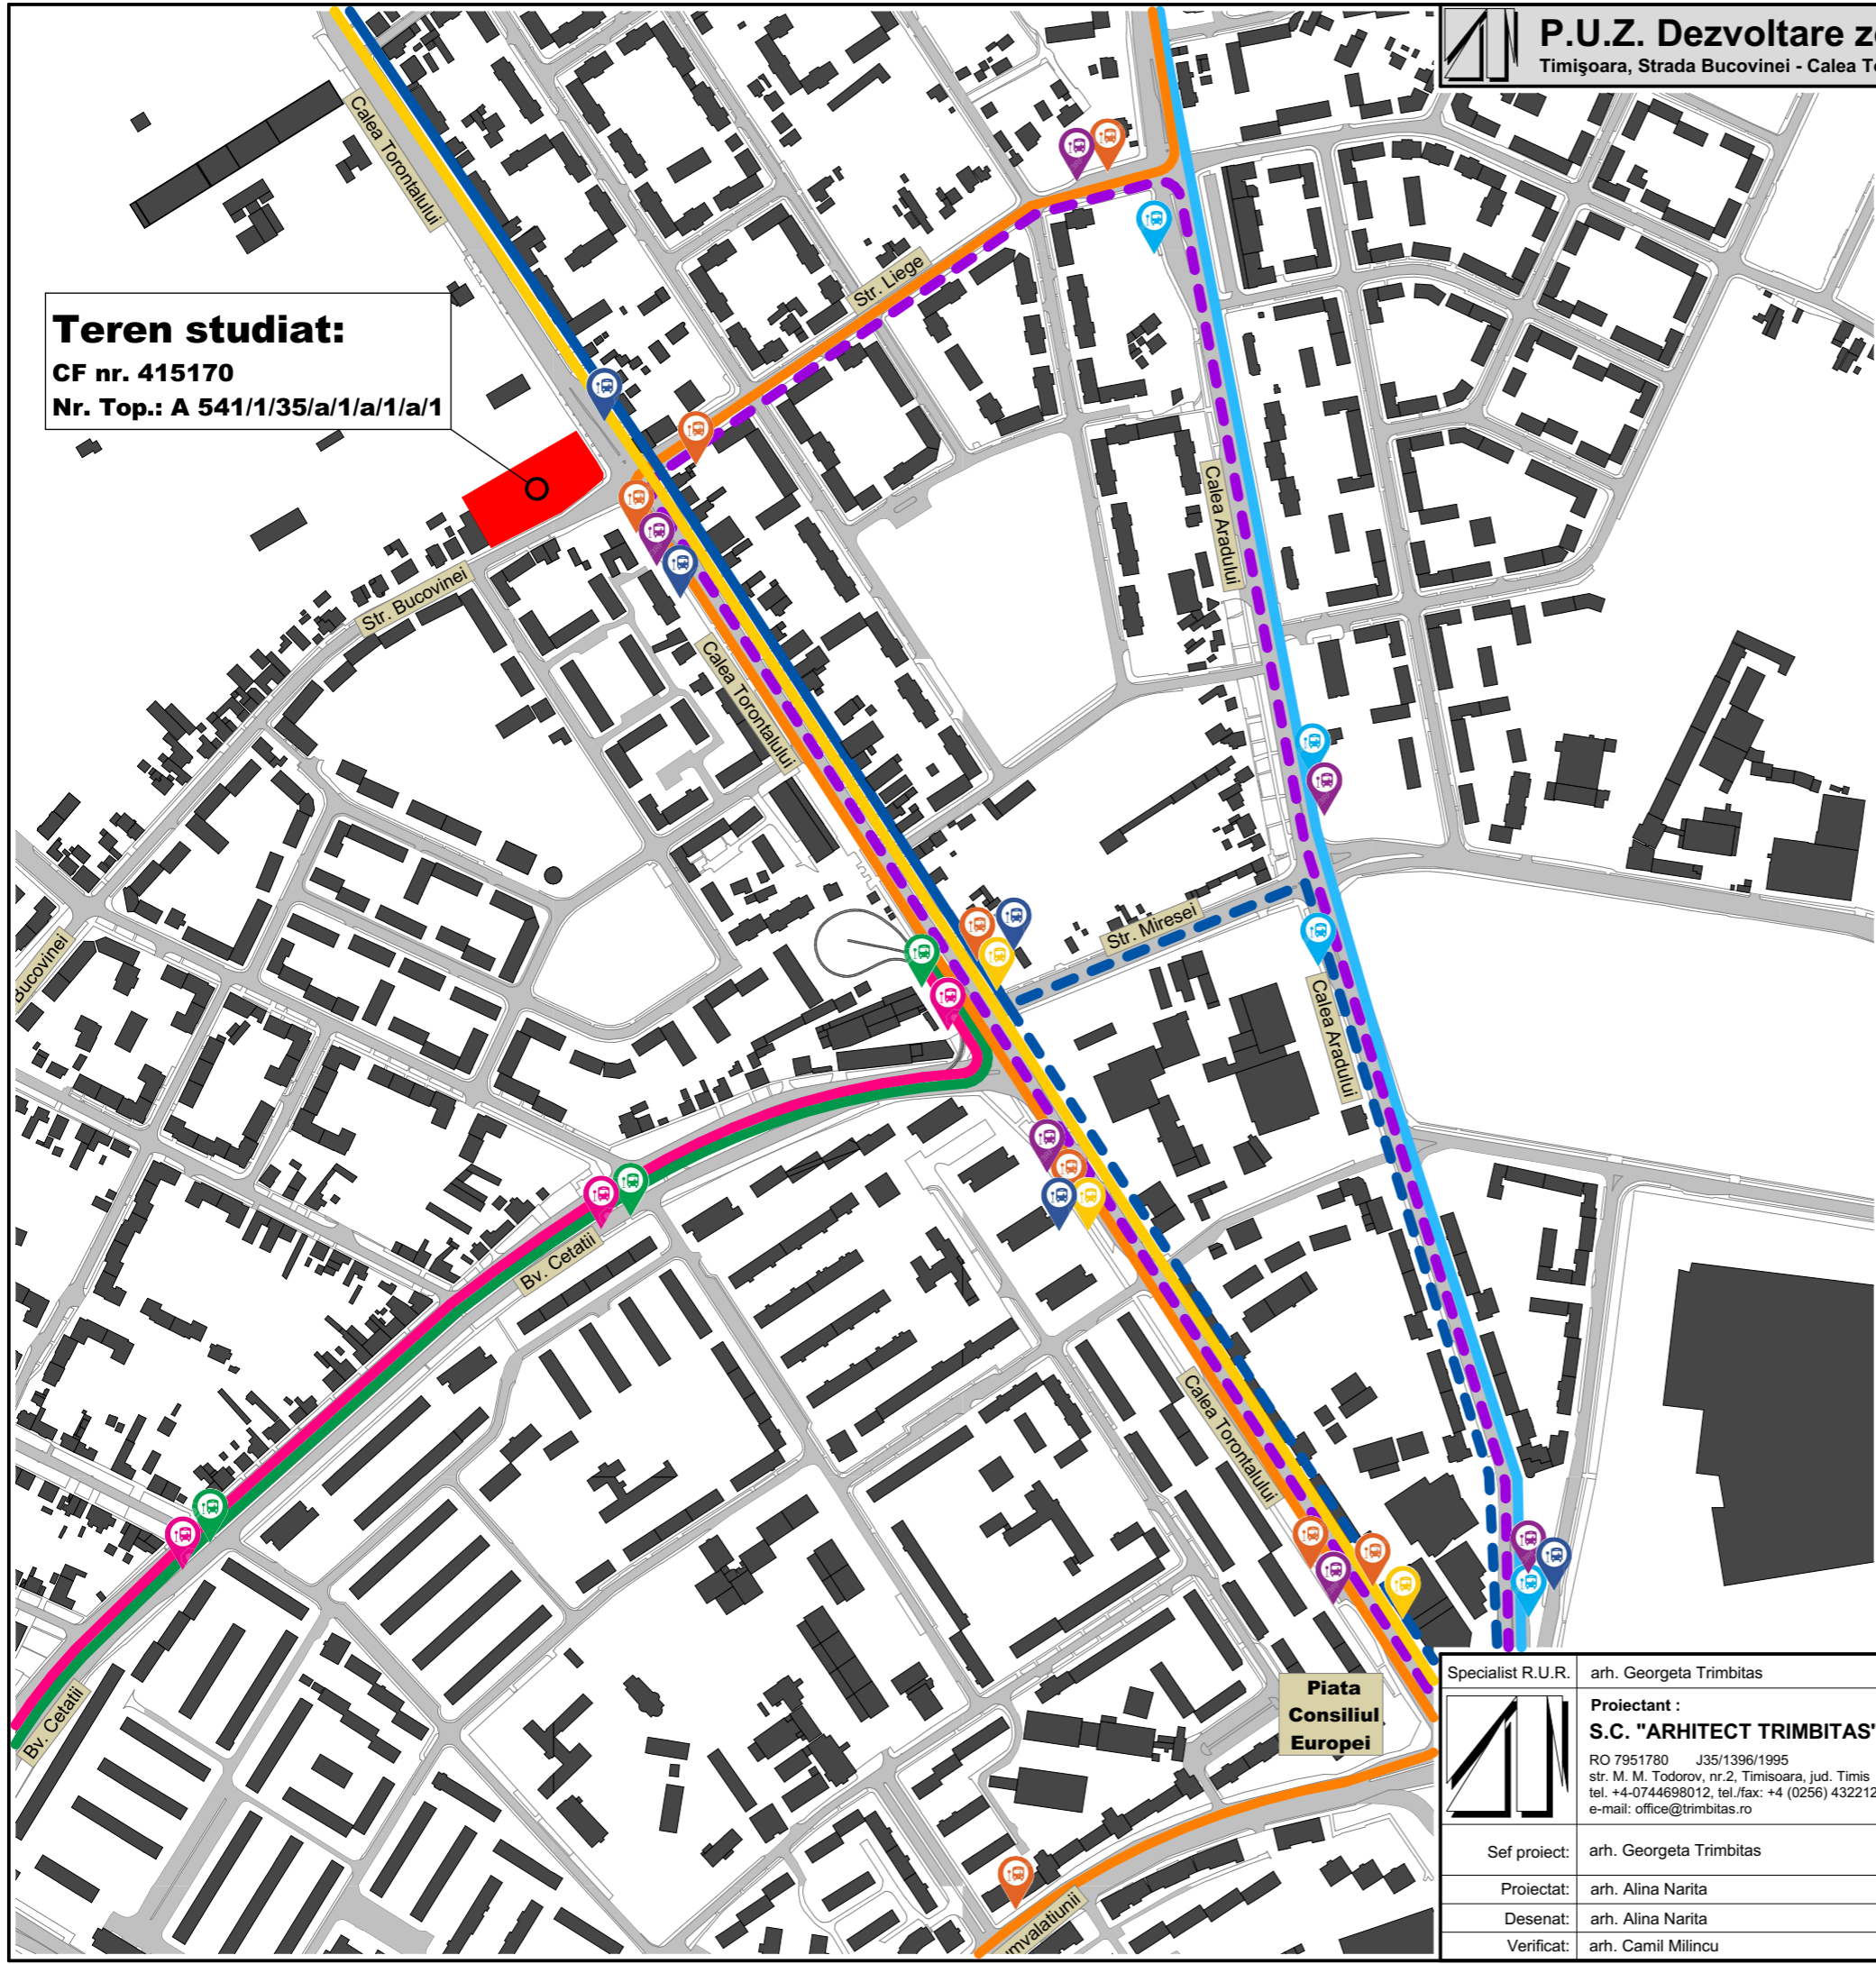 P.U.Z. Dezvoltare
Timişoara, Strada Bucovinei - Calea
Calea Torontalului
Str. Liege
Teren studiat:
CF nr. 415170
Nr. Top.: A 541/1/35/a/1/a/1/a/1
Calea Aradului
Str. Bucovinei
Calea Torontalului
Str. Miresei
Bucovinei
Calea Aradului
Bv. Cetatii
Calea Torontalului
Bv. Cetatii
Piata
Consiliul
Europei
Specialist R.U.R. arh. Georgeta Trimbitas
Proiectant :
S.C. "ARHITECT TRIMBITAS"
RO 7951780 J35/1396/1995
str. M. M. Todorov, nr.2, Timisoara, jud. Timis
tel. +4-0744698012, tel./fax: +4 (0256) 432212
e-mail: office@trimbitas.ro
Sef proiect: arh. Georgeta Trimbitas
Proiectat: arh. Alina Narita
Desenat: arh. Alina Narita
Verificat: arh. Camil Milincu